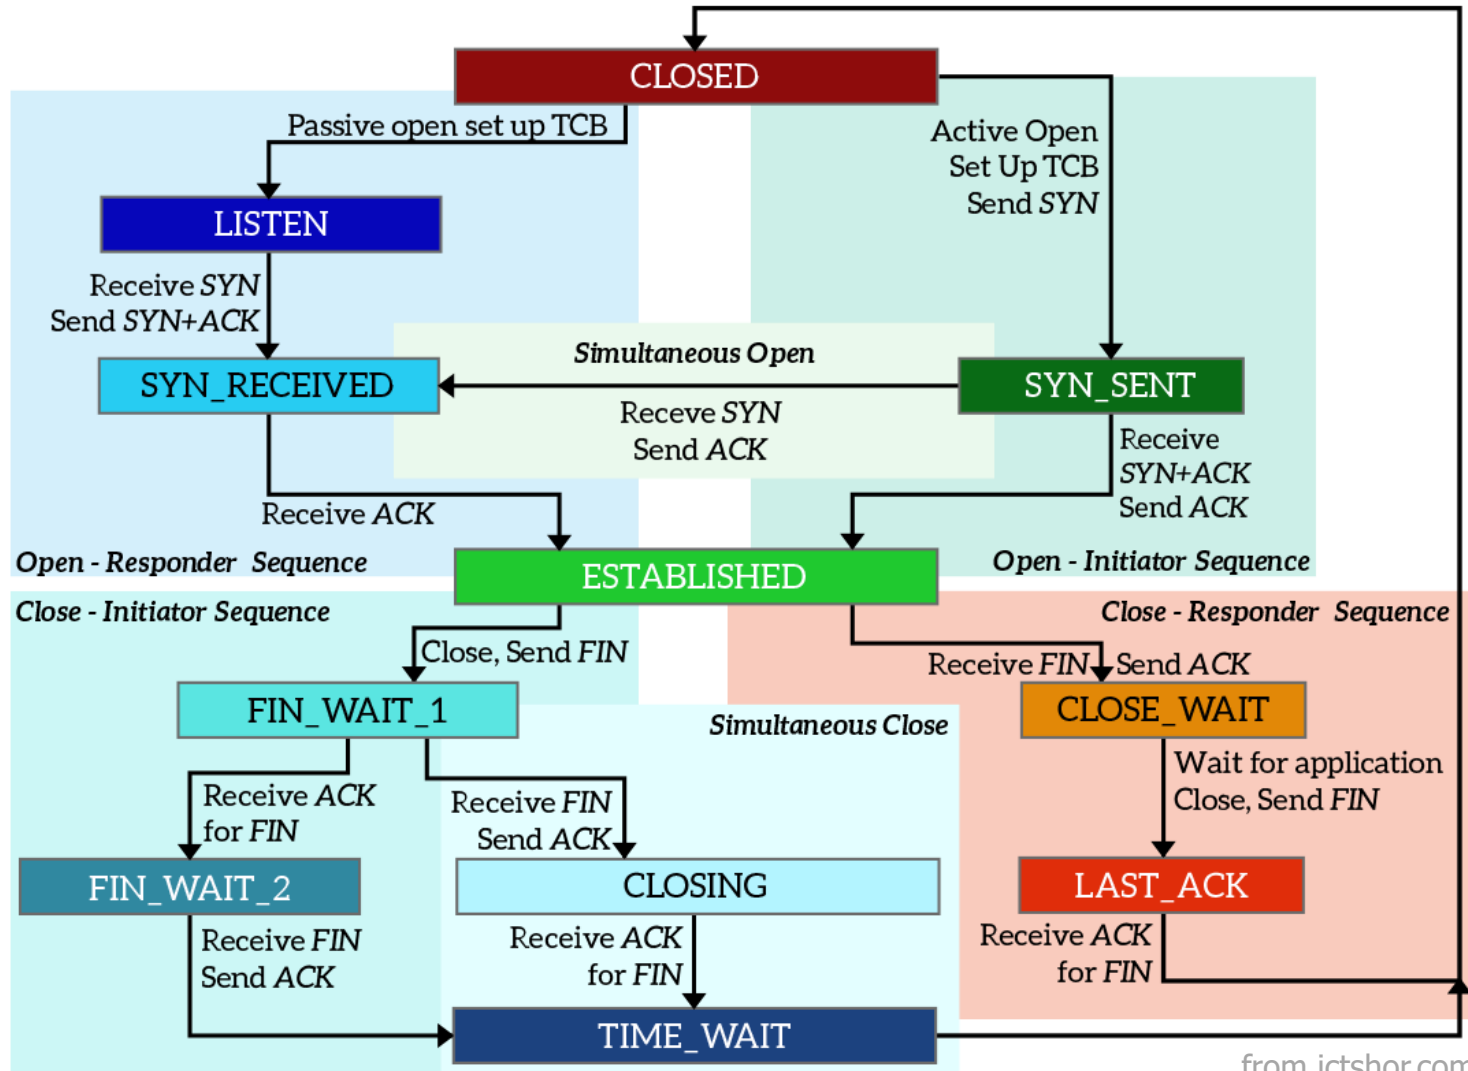 CLOSED
Passive open set up TCB
Active Open
Set Up TCB
Send SYN
LISTEN
Receive SYN
Send SYN+ACK
Simultaneous Open
SYN_RECEIVED
SYN_SENT
Receve SYN
Send ACK
Receive
SYN+ACK
Send ACK
Receive ACK
Open - Responder Sequence
Open - Initiator Sequence
ESTABLISHED
Close - Initiator Sequence
Close - Responder Sequence
Close, Send FIN
Receive FIN
Send ACK
FIN_WAIT_1
CLOSE_WAIT
Simultaneous Close
Wait for application
Close, Send FIN
Receive ACK
for FIN
Receive FIN
Send ACK
FIN_WAIT_2
CLOSING
LAST_ACK
Receive FIN
Send ACK
Receive ACK
for FIN
Receive ACK
for FIN
TIME_WAIT
from ictshor.com